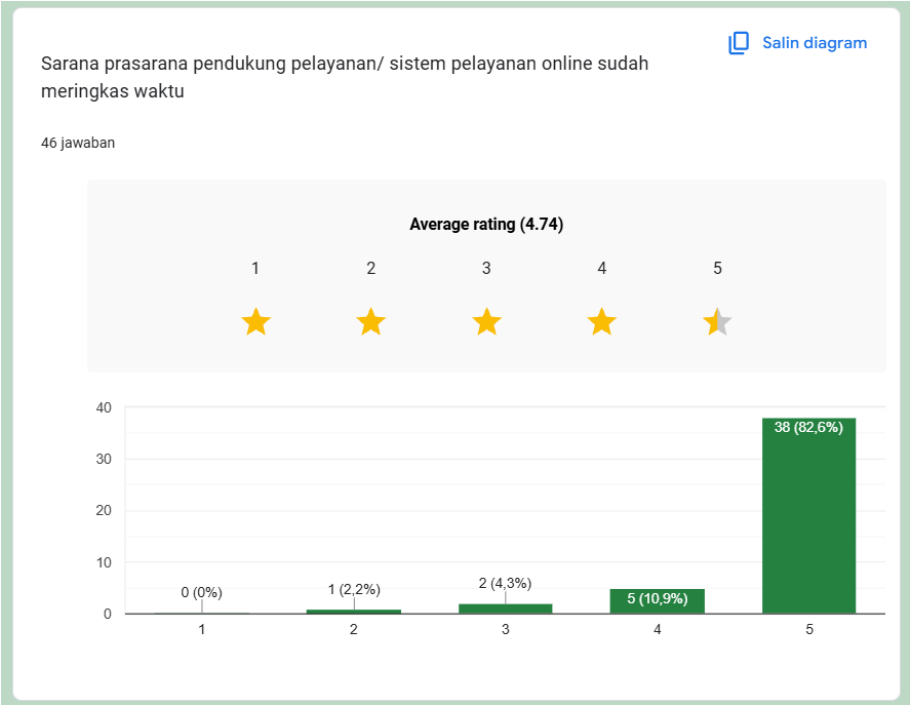 Salin diagram
Sarana prasarana pendukung pelayanan/ sistem pelayanan online sudah
meringkas waktu
46 jawaban
Average rating (4.74)
1 2 3 4 5
40
30
20
10
0
0 (0%) 1 (2,2%) 2 (4,3%) 5 (10,9%) 38 (82,6%)
1 2 3 4 5